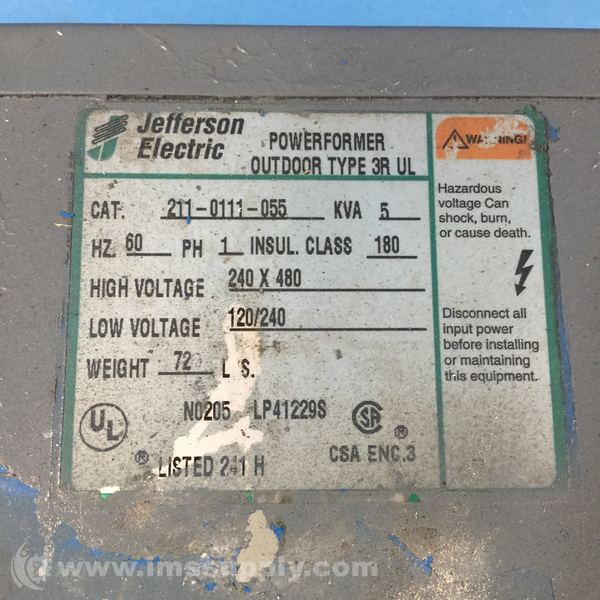 Jefferson
Electric
POWERFORMER
OUTDOOR TYPE 3R UL
CAT. 211-0111-055 KVA 5
HZ. 60 PH 1 INSUL. CLASS 180
HIGH VOLTAGE 240 X 480
LOW VOLTAGE 120/240
WEIGHT 72
N0205 LP41229S
UL
SA
LISTED 241 H
CSA ENC.3
WARNING!
Hazardous
voltage Can
shock, burn,
or cause death.
Disconnect all
input power
before installing
or maintaining
this equipment.
www.imssupply.com